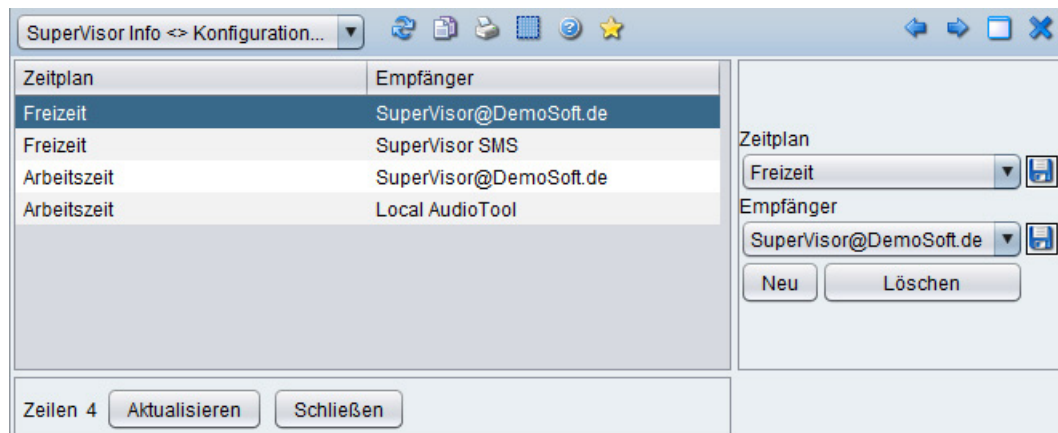 SuperVisor Info <> Konfiguration...
Zeitplan Empfänger
Freizeit SuperVisor@DemoSoft.de
Freizeit SuperVisor SMS
Arbeitszeit SuperVisor@DemoSoft.de
Arbeitszeit Local AudioTool
Zeitplan
Freizeit
Empfänger
SuperVisor@DemoSoft.de
Neu Löschen
Zeilen 4 Aktualisieren Schließen